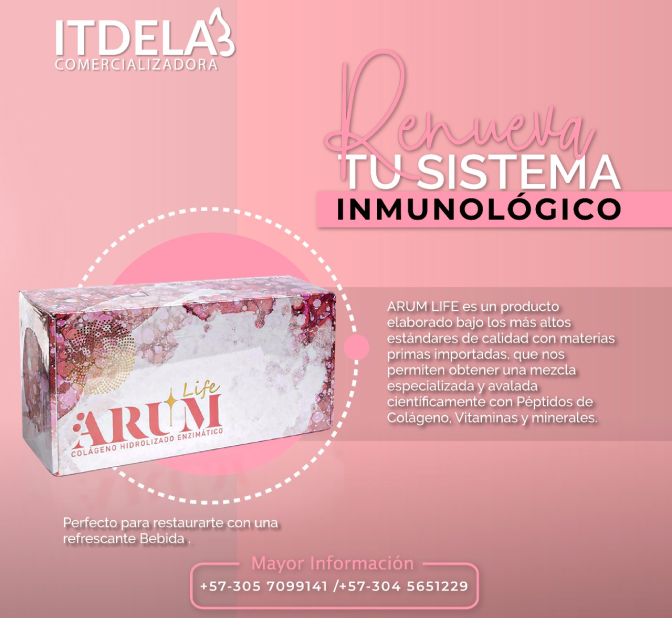 ITDELAB
COMERCIALIZADORA
Renueva
TU SISTEMA
INMUNOLÓGICO
ARUM LIFE es un producto
elaborado bajo los más altos
estándares de calidad con materias
primas importadas, que nos
permiten obtener una mezcla
especializada y avalada
científicamente con Péptidos de
Colágeno, Vitaminas y minerales.
Life
ARUM
COLÁGENO HIDROLIZADO ENZIMÁTICO
Perfecto para restaurarte con una
refrescante Bebida .
Mayor Información
+57-305 7099141 /+57-304 5651229